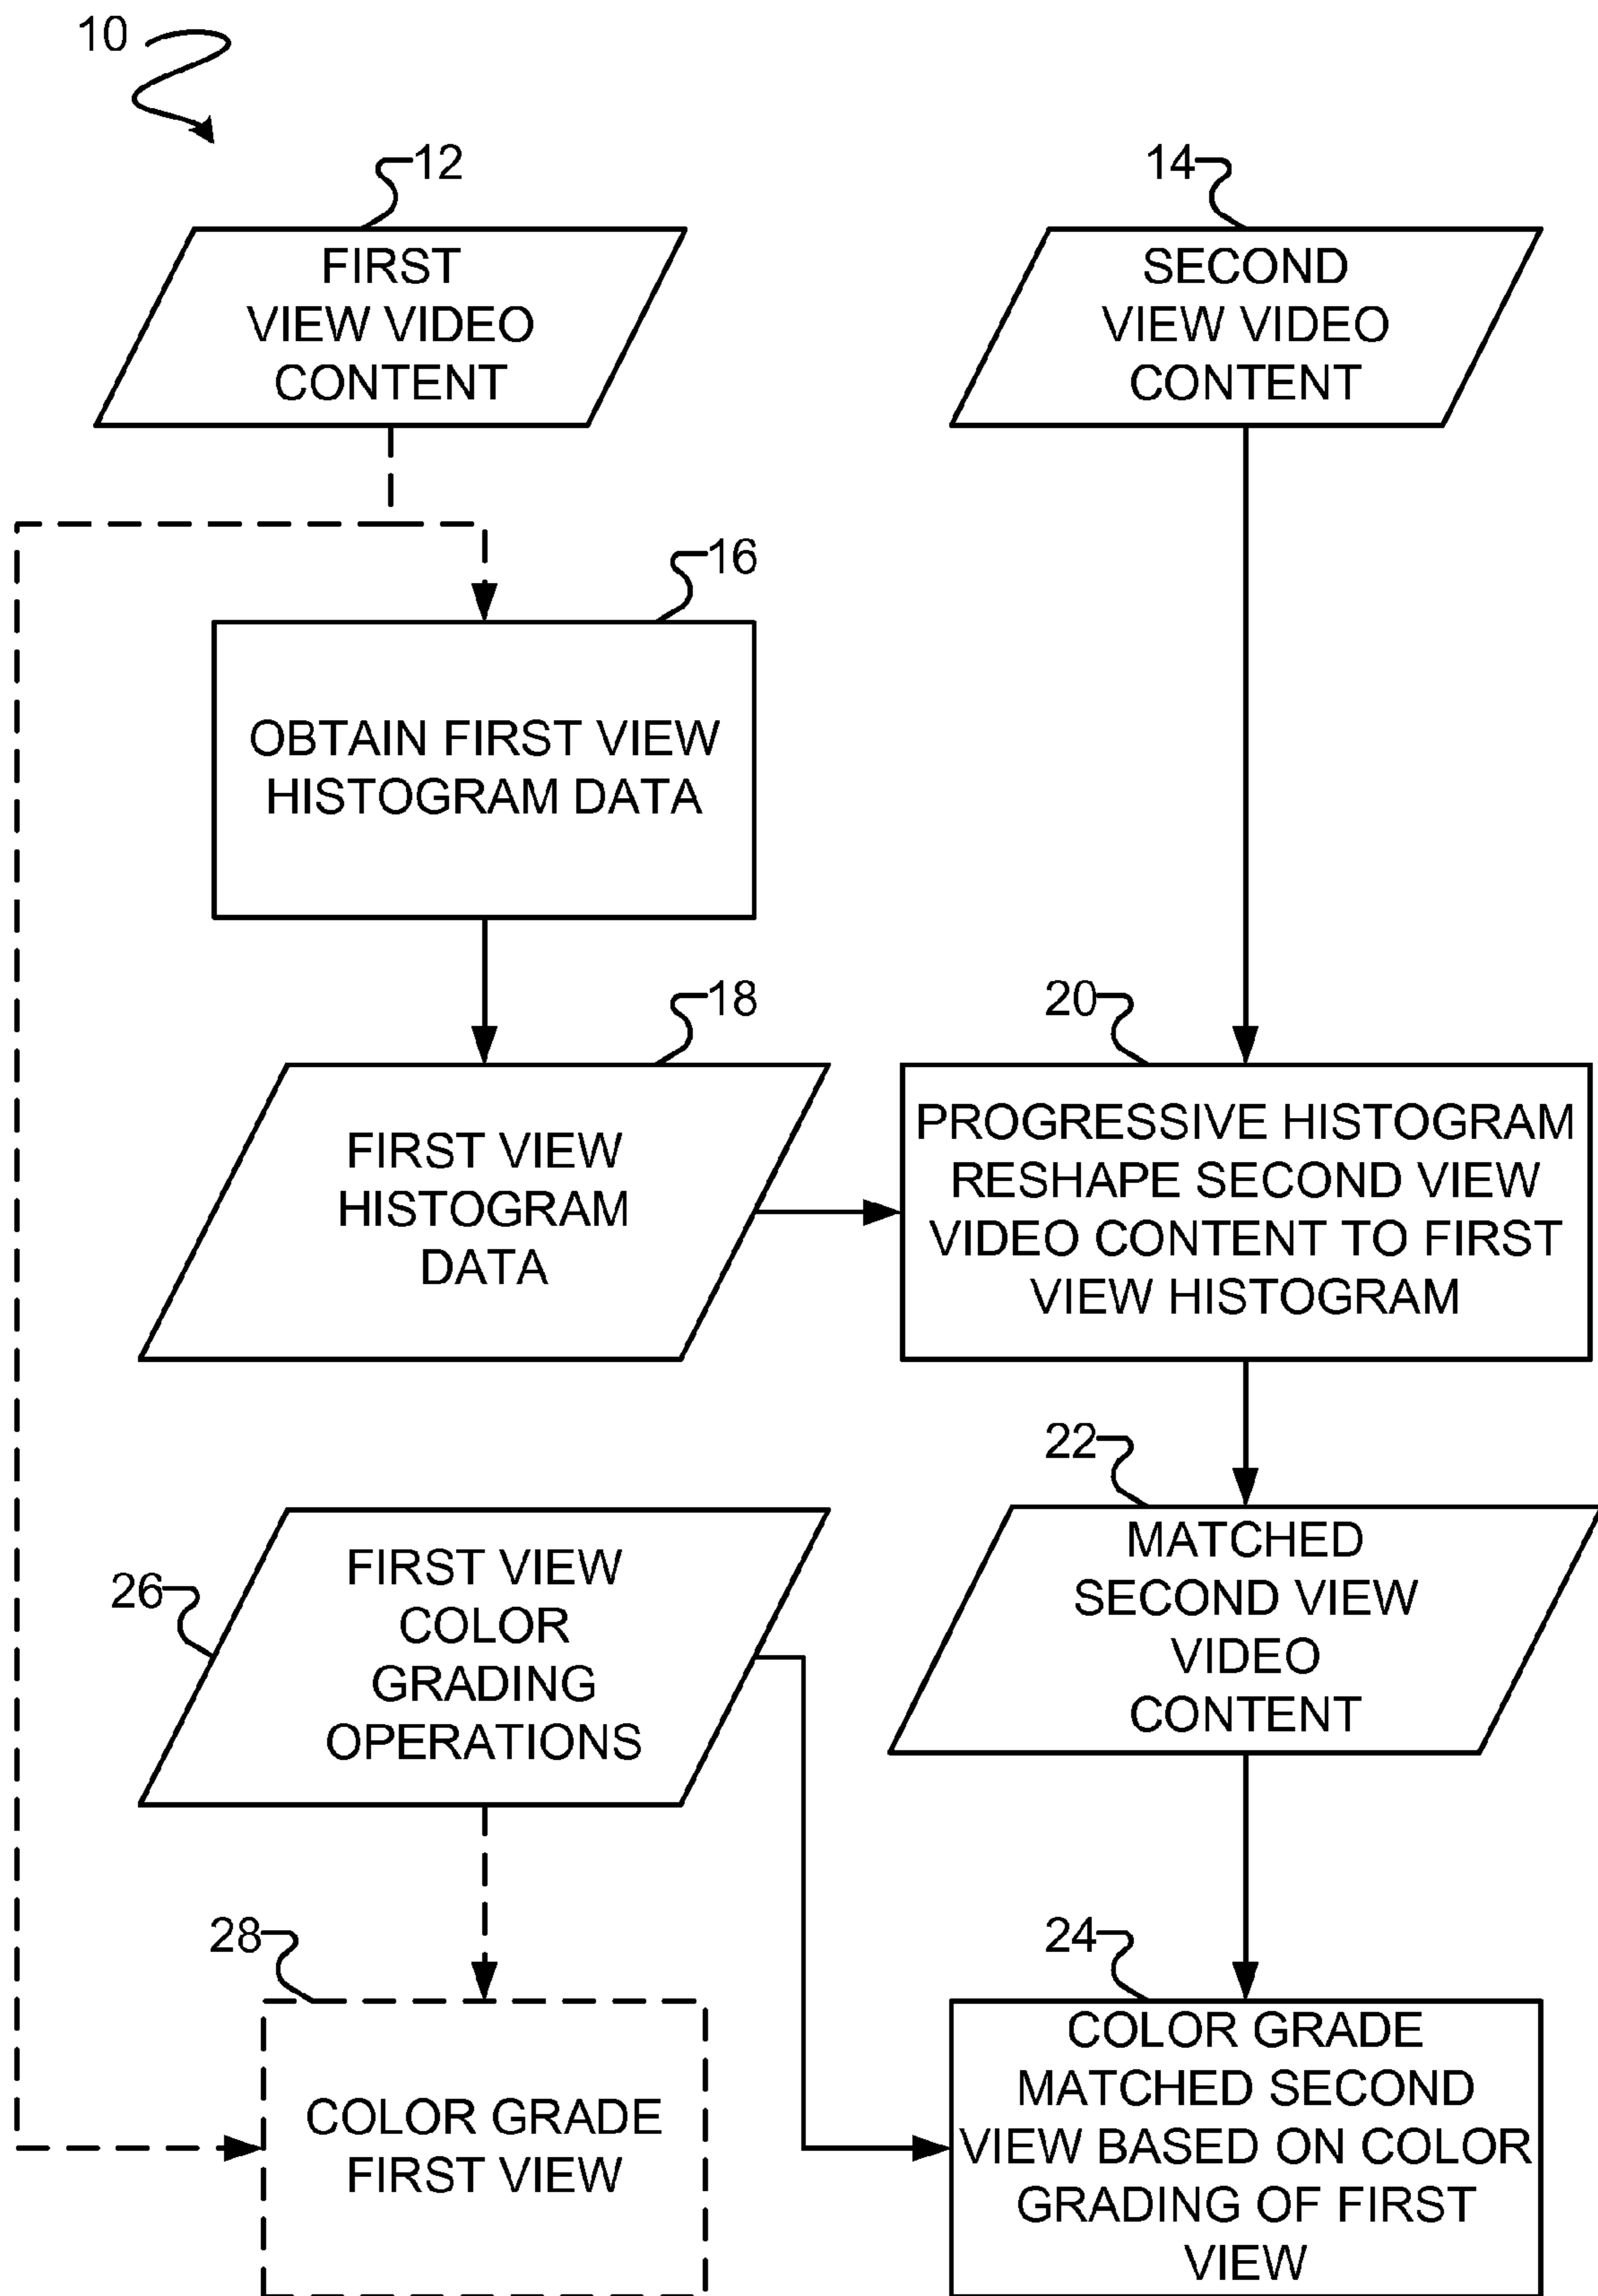 10
12
14
FIRST
VIEW VIDEO
CONTENT
SECOND
VIEW VIDEO
CONTENT
16
OBTAIN FIRST VIEW
HISTOGRAM DATA
18
20
FIRST VIEW
HISTOGRAM
DATA
PROGRESSIVE HISTOGRAM
RESHAPE SECOND VIEW
VIDEO CONTENT TO FIRST
VIEW HISTOGRAM
22
26
FIRST VIEW
COLOR
GRADING
OPERATIONS
MATCHED
SECOND VIEW
VIDEO
CONTENT
28
24
COLOR GRADE
FIRST VIEW
COLOR GRADE
MATCHED SECOND
VIEW BASED ON COLOR
GRADING OF FIRST
VIEW